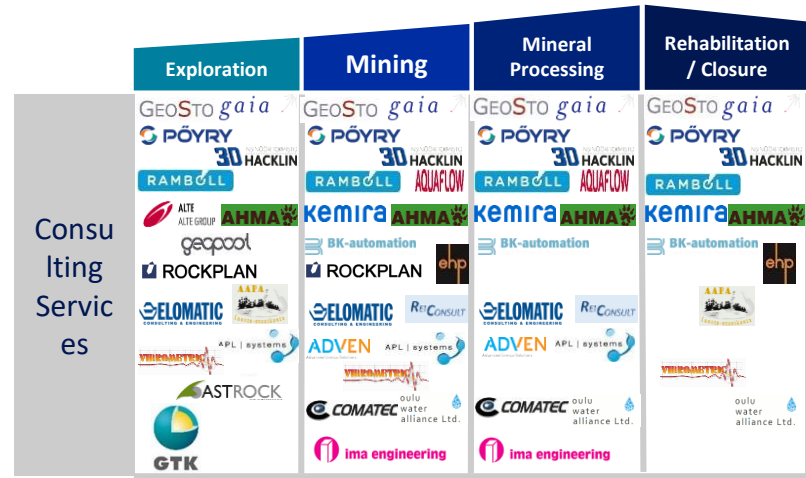 Exploration
Mining
Mineral
Processing
Rehabilitation
/ Closure
Consu
lting
Servic
es
GEOSTO gaia
PÖYRY
3D HACKLIN
RAMBOLL
ALTE
ALTE GROUP
AHMA
geopool
ROCKPLAN
ELOMATIC
CONSULTING & ENGINEERING
AAPA
APL | systems
VIBROMETRIC
ASTROCK
GTK
GEOSTO gaia
PÖYRY
3D HACKLIN
RAMBOLL AQUAFLOW
Kemira AHMA
BK-automation
ROCKPLAN ehp
ELOMATIC REICONSULT
CONSULTING & ENGINEERING
ADVEN APL | systems
VIBROMETRIC
COMATEC
oulu
water
alliance Ltd.
ima engineering
GEOSTO gaia
PÖYRY
3D HACKLIN
RAMBOLL AQUAFLOW
Kemira AHMA
BK-automation
ELOMATIC REICONSULT
CONSULTING & ENGINEERING
ADVEN APL | systems
COMATEC
oulu
water
alliance Ltd.
ima engineering
GEOSTO gaia
PÖYRY
3D HACKLIN
RAMBOLL
Kemira AHMA
BK-automation
ehp
AAPA
VIBROMETRIC
oulu
water
alliance Ltd.